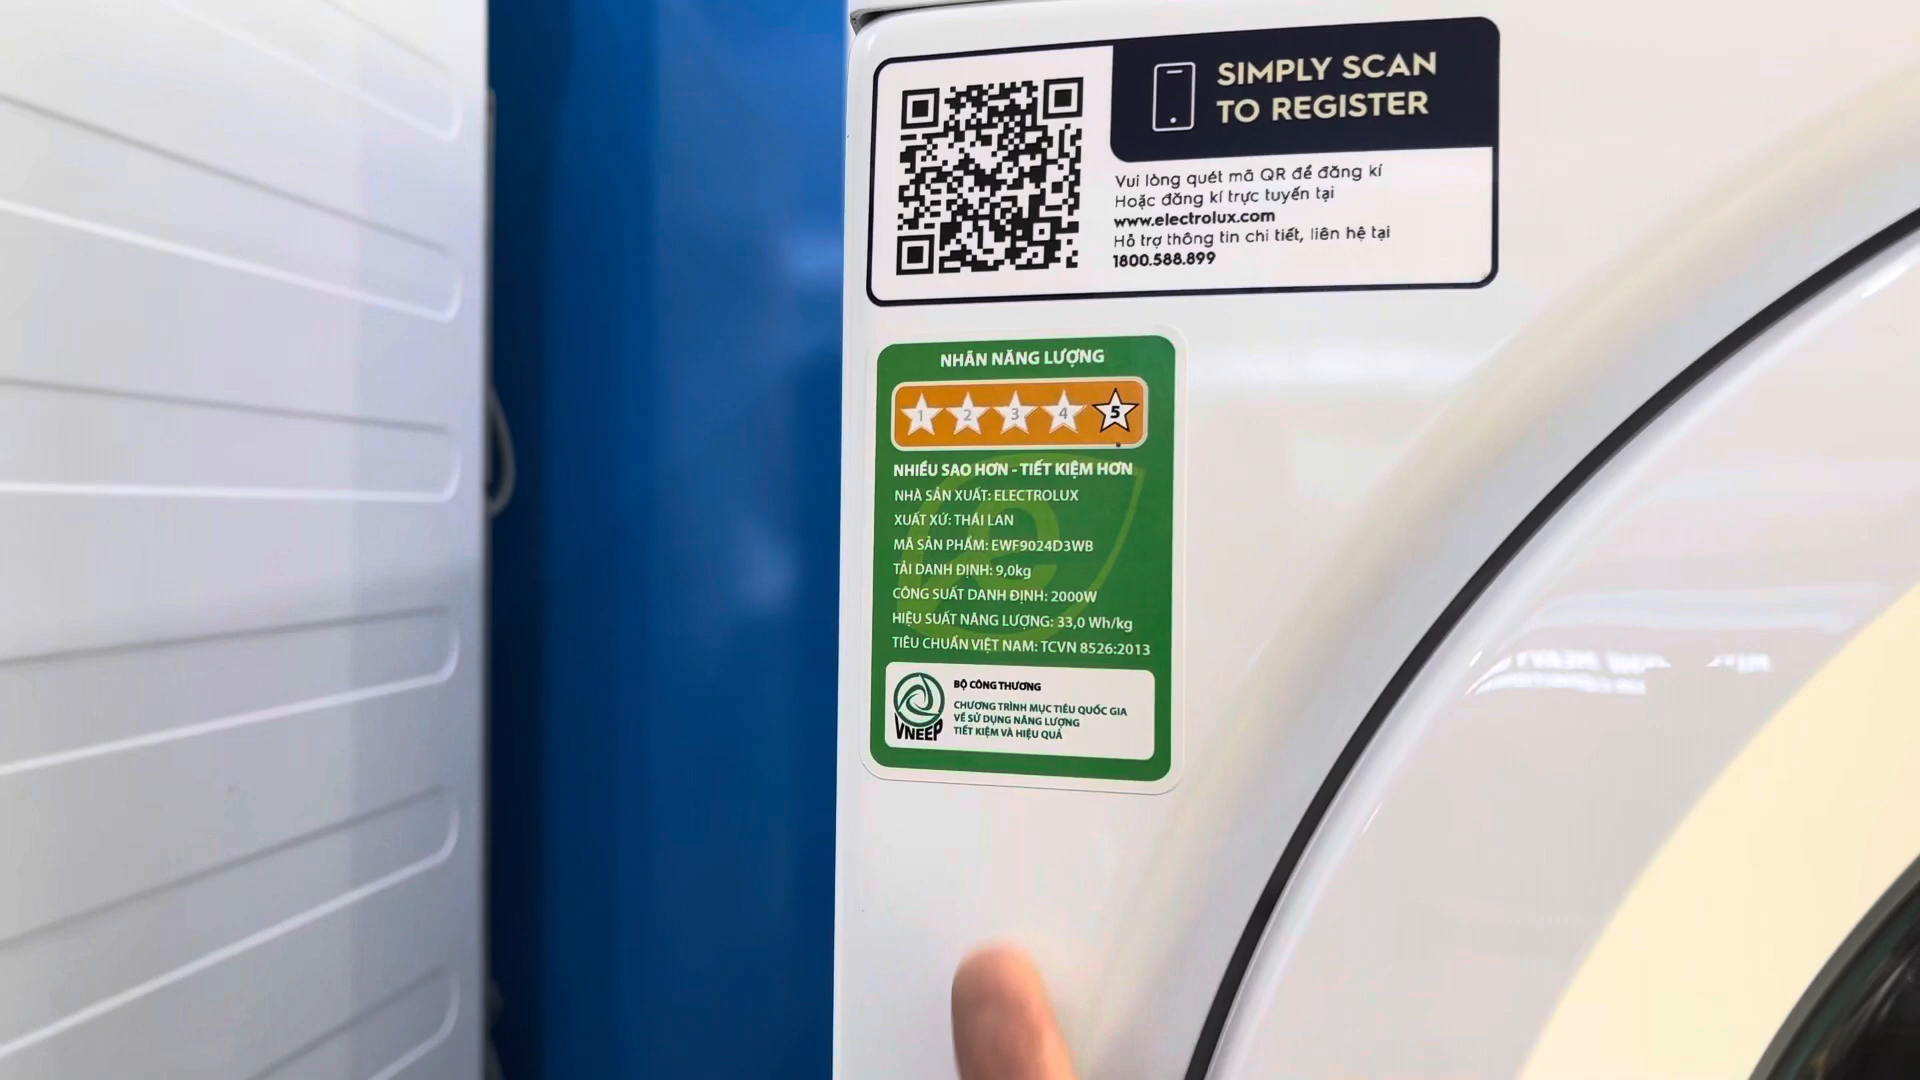 SIMPLY SCAN
TO REGISTER
Vui lòng quét mã QR để đăng kí
Hoặc đăng kí trực tuyến tại
www.electrolux.com
Hỗ trợ thông tin chi tiết, liên hệ tại
1800.588.899
NHÃN NĂNG LƯỢNG
1 2 3 4 5
NHIỀU SAO HƠN - TIẾT KIỆM HƠN
NHÀ SẢN XUẤT: ELECTROLUX
XUẤT XỨ: THÁI LAN
MÃ SẢN PHẨM: EWF9024D3WB
TẢI DANH ĐỊNH: 9,0kg
CÔNG SUẤT DANH ĐỊNH: 2000W
HIỆU SUẤT NĂNG LƯỢNG: 33,0 Wh/kg
TIÊU CHUẨN VIỆT NAM: TCVN 8526:2013
VNEEP
BỘ CÔNG THƯƠNG
CHƯƠNG TRÌNH MỤC TIÊU QUỐC GIA
VỀ SỬ DỤNG NĂNG LƯỢNG
TIẾT KIỆM VÀ HIỆU QUẢ